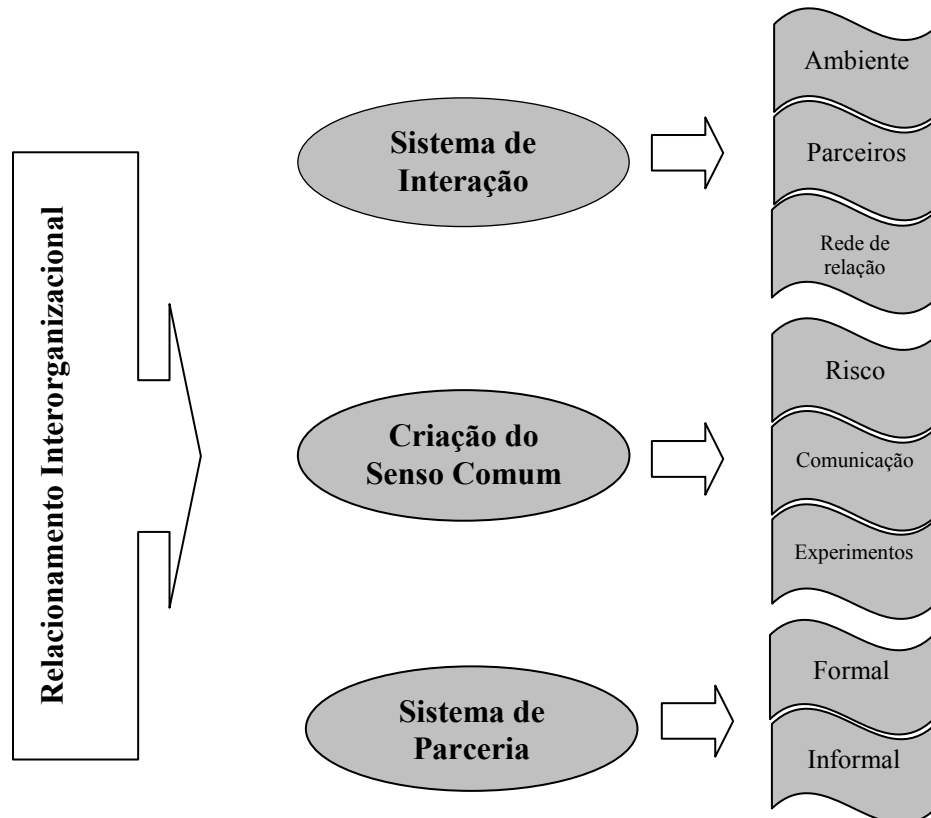 Relacionamento Interorganizacional
Sistema de
Interação
Ambiente
Parceiros
Rede de
relação
Criação do
Senso Comum
Risco
Comunicação
Experimentos
Sistema de
Parceria
Formal
Informal